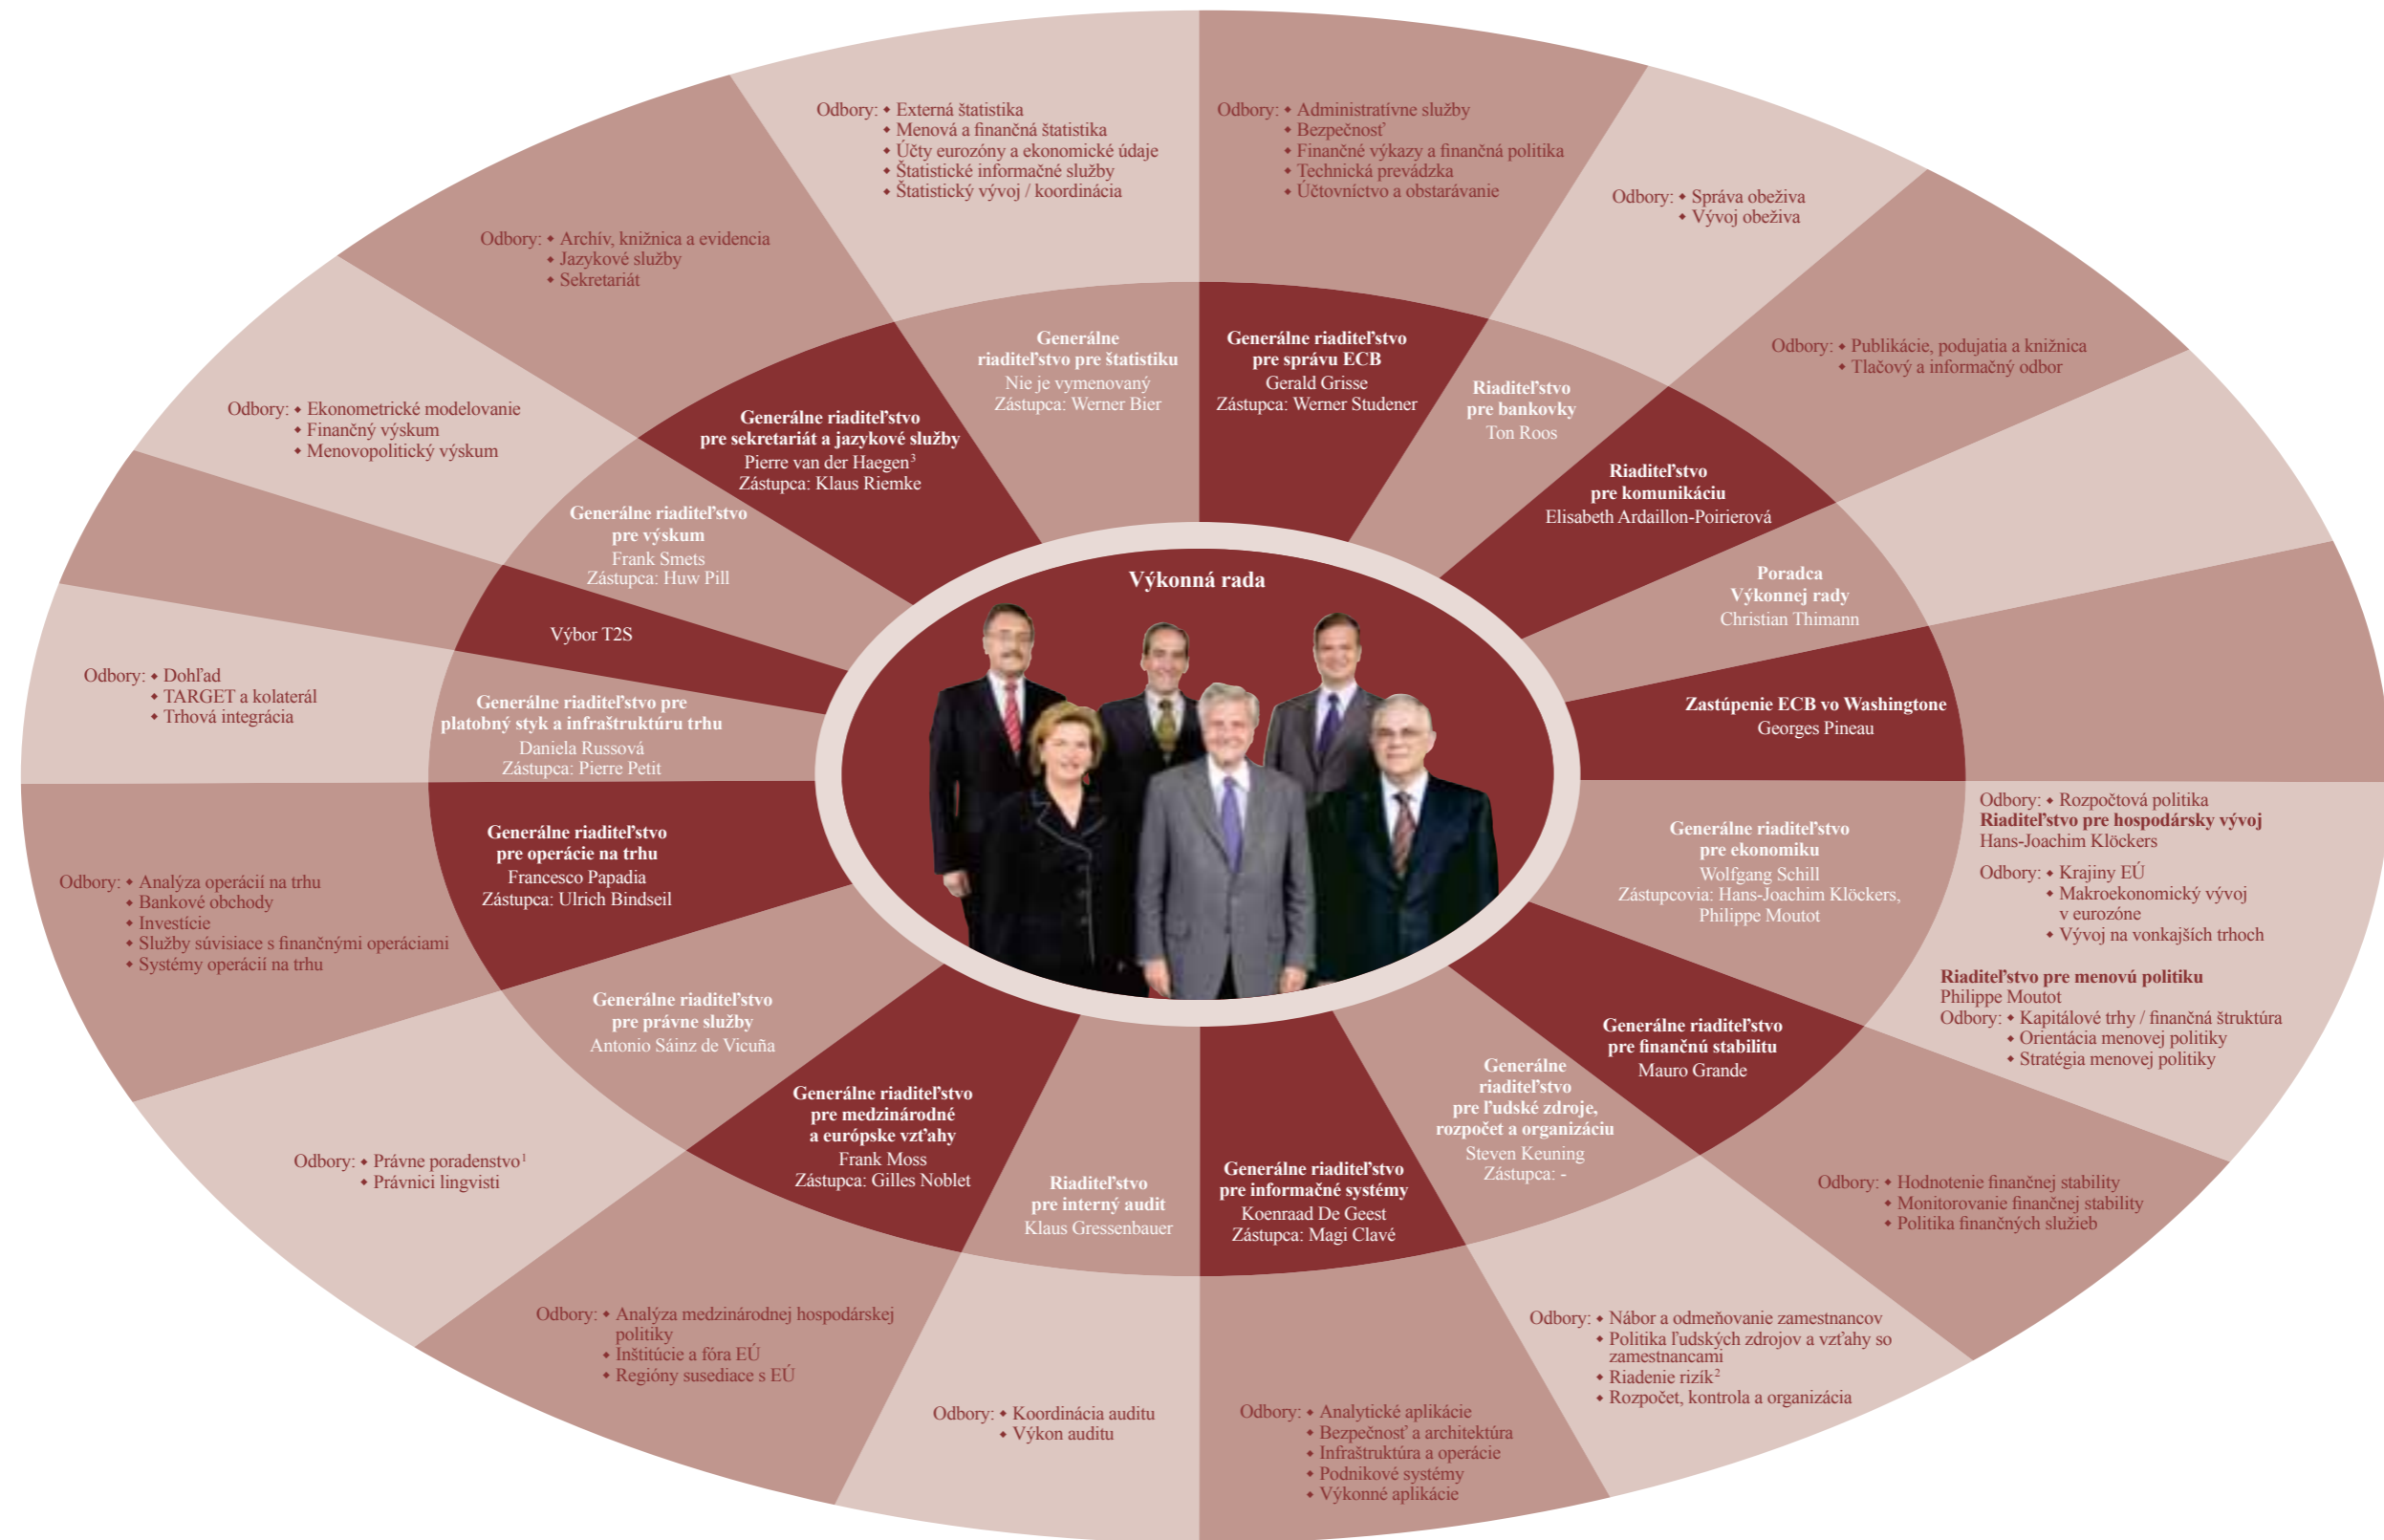 Výkonná rada
Odbory: • Administratívne služby
• Bezpečnosť
• Finančné výkazy a finančná politika
• Technická prevádzka
• Účtovníctvo a obstarávanie
Generálne riaditeľstvo
pre správu ECB
Gerald Grisse
Zástupca: Werner Studener
Odbory: • Správa obeživa
• Vývoj obeživa
Riaditeľstvo
pre bankovky
Ton Roos
Odbory: • Publikácie, podujatia a knižnica
• Tlačový a informačný odbor
Riaditeľstvo
pre komunikáciu
Elisabeth Ardaillon-Poirierová
Poradca
Výkonnej rady
Christian Thimann
Zastúpenie ECB vo Washingtone
Georges Pineau
Generálne riaditeľstvo
pre ekonomiku
Wolfgang Schill
Zástupcovia: Hans-Joachim Klöckers,
Philippe Moutot
Odbory: • Rozpočtová politika
Riaditeľstvo pre hospodársky vývoj
Hans-Joachim Klöckers
Odbory: • Krajiny EÚ
• Makroekonomický vývoj
v eurozóne
• Vývoj na vonkajších trhoch
Riaditeľstvo pre menovú politiku
Philippe Moutot
Odbory: • Kapitálové trhy / finančná štruktúra
• Orientácia menovej politiky
• Stratégia menovej politiky
Generálne riaditeľstvo
pre finančnú stabilitu
Mauro Grande
Odbory: • Hodnotenie finančnej stability
• Monitorovanie finančnej stability
• Politika finančných služieb
Generálne
riaditeľstvo
pre ľudské zdroje,
rozpočet a organizáciu
Steven Keuning
Zástupca: -
Odbory: • Nábor a odmeňovanie zamestnancov
• Politika ľudských zdrojov a vzťahy so
zamestnancami
• Riadenie rizík²
• Rozpočet, kontrola a organizácia
Generálne riaditeľstvo
pre informačné systémy
Koenraad De Geest
Zástupca: Magi Clavé
Odbory: • Analytické aplikácie
• Bezpečnosť a architektúra
• Infraštruktúra a operácie
• Podnikové systémy
• Výkonné aplikácie
Riaditeľstvo
pre interný audit
Klaus Gressenbauer
Odbory: • Koordinácia auditu
• Výkon auditu
Generálne riaditeľstvo
pre medzinárodné
a európske vzťahy
Frank Moss
Zástupca: Gilles Noblet
Odbory: • Analýza medzinárodnej hospodárskej
politiky
• Inštitúcie a fóra EÚ
• Regióny susediace s EÚ
Generálne riaditeľstvo
pre právne služby
Antonio Sáinz de Vicuña
Odbory: • Právne poradenstvo¹
• Právnici lingvisti
Generálne riaditeľstvo
pre operácie na trhu
Francesco Papadia
Zástupca: Ulrich Bindseil
Odbory: • Analýza operácií na trhu
• Bankové obchody
• Investície
• Služby súvisiace s finančnými operáciami
• Systémy operácií na trhu
Generálne riaditeľstvo pre
platobný styk a infraštruktúru trhu
Daniela Russová
Zástupca: Pierre Petit
Odbory: • Dohľad
• TARGET a kolaterál
• Trhová integrácia
Výbor T2S
Generálne riaditeľstvo
pre výskum
Frank Smets
Zástupca: Huw Pill
Odbory: • Ekonometrické modelovanie
• Finančný výskum
• Menovopolitický výskum
Generálne riaditeľstvo
pre sekretariát a jazykové služby
Pierre van der Haegen³
Zástupca: Klaus Riemke
Odbory: • Archív, knižnica a evidencia
• Jazykové služby
• Sekretariát
Generálne
riaditeľstvo pre štatistiku
Nie je vymenovaný
Zástupca: Werner Bier
Odbory: • Externá štatistika
• Menová a finančná štatistika
• Účty eurozóny a ekonomické údaje
• Štatistické informačné služby
• Štatistický vývoj / koordinácia